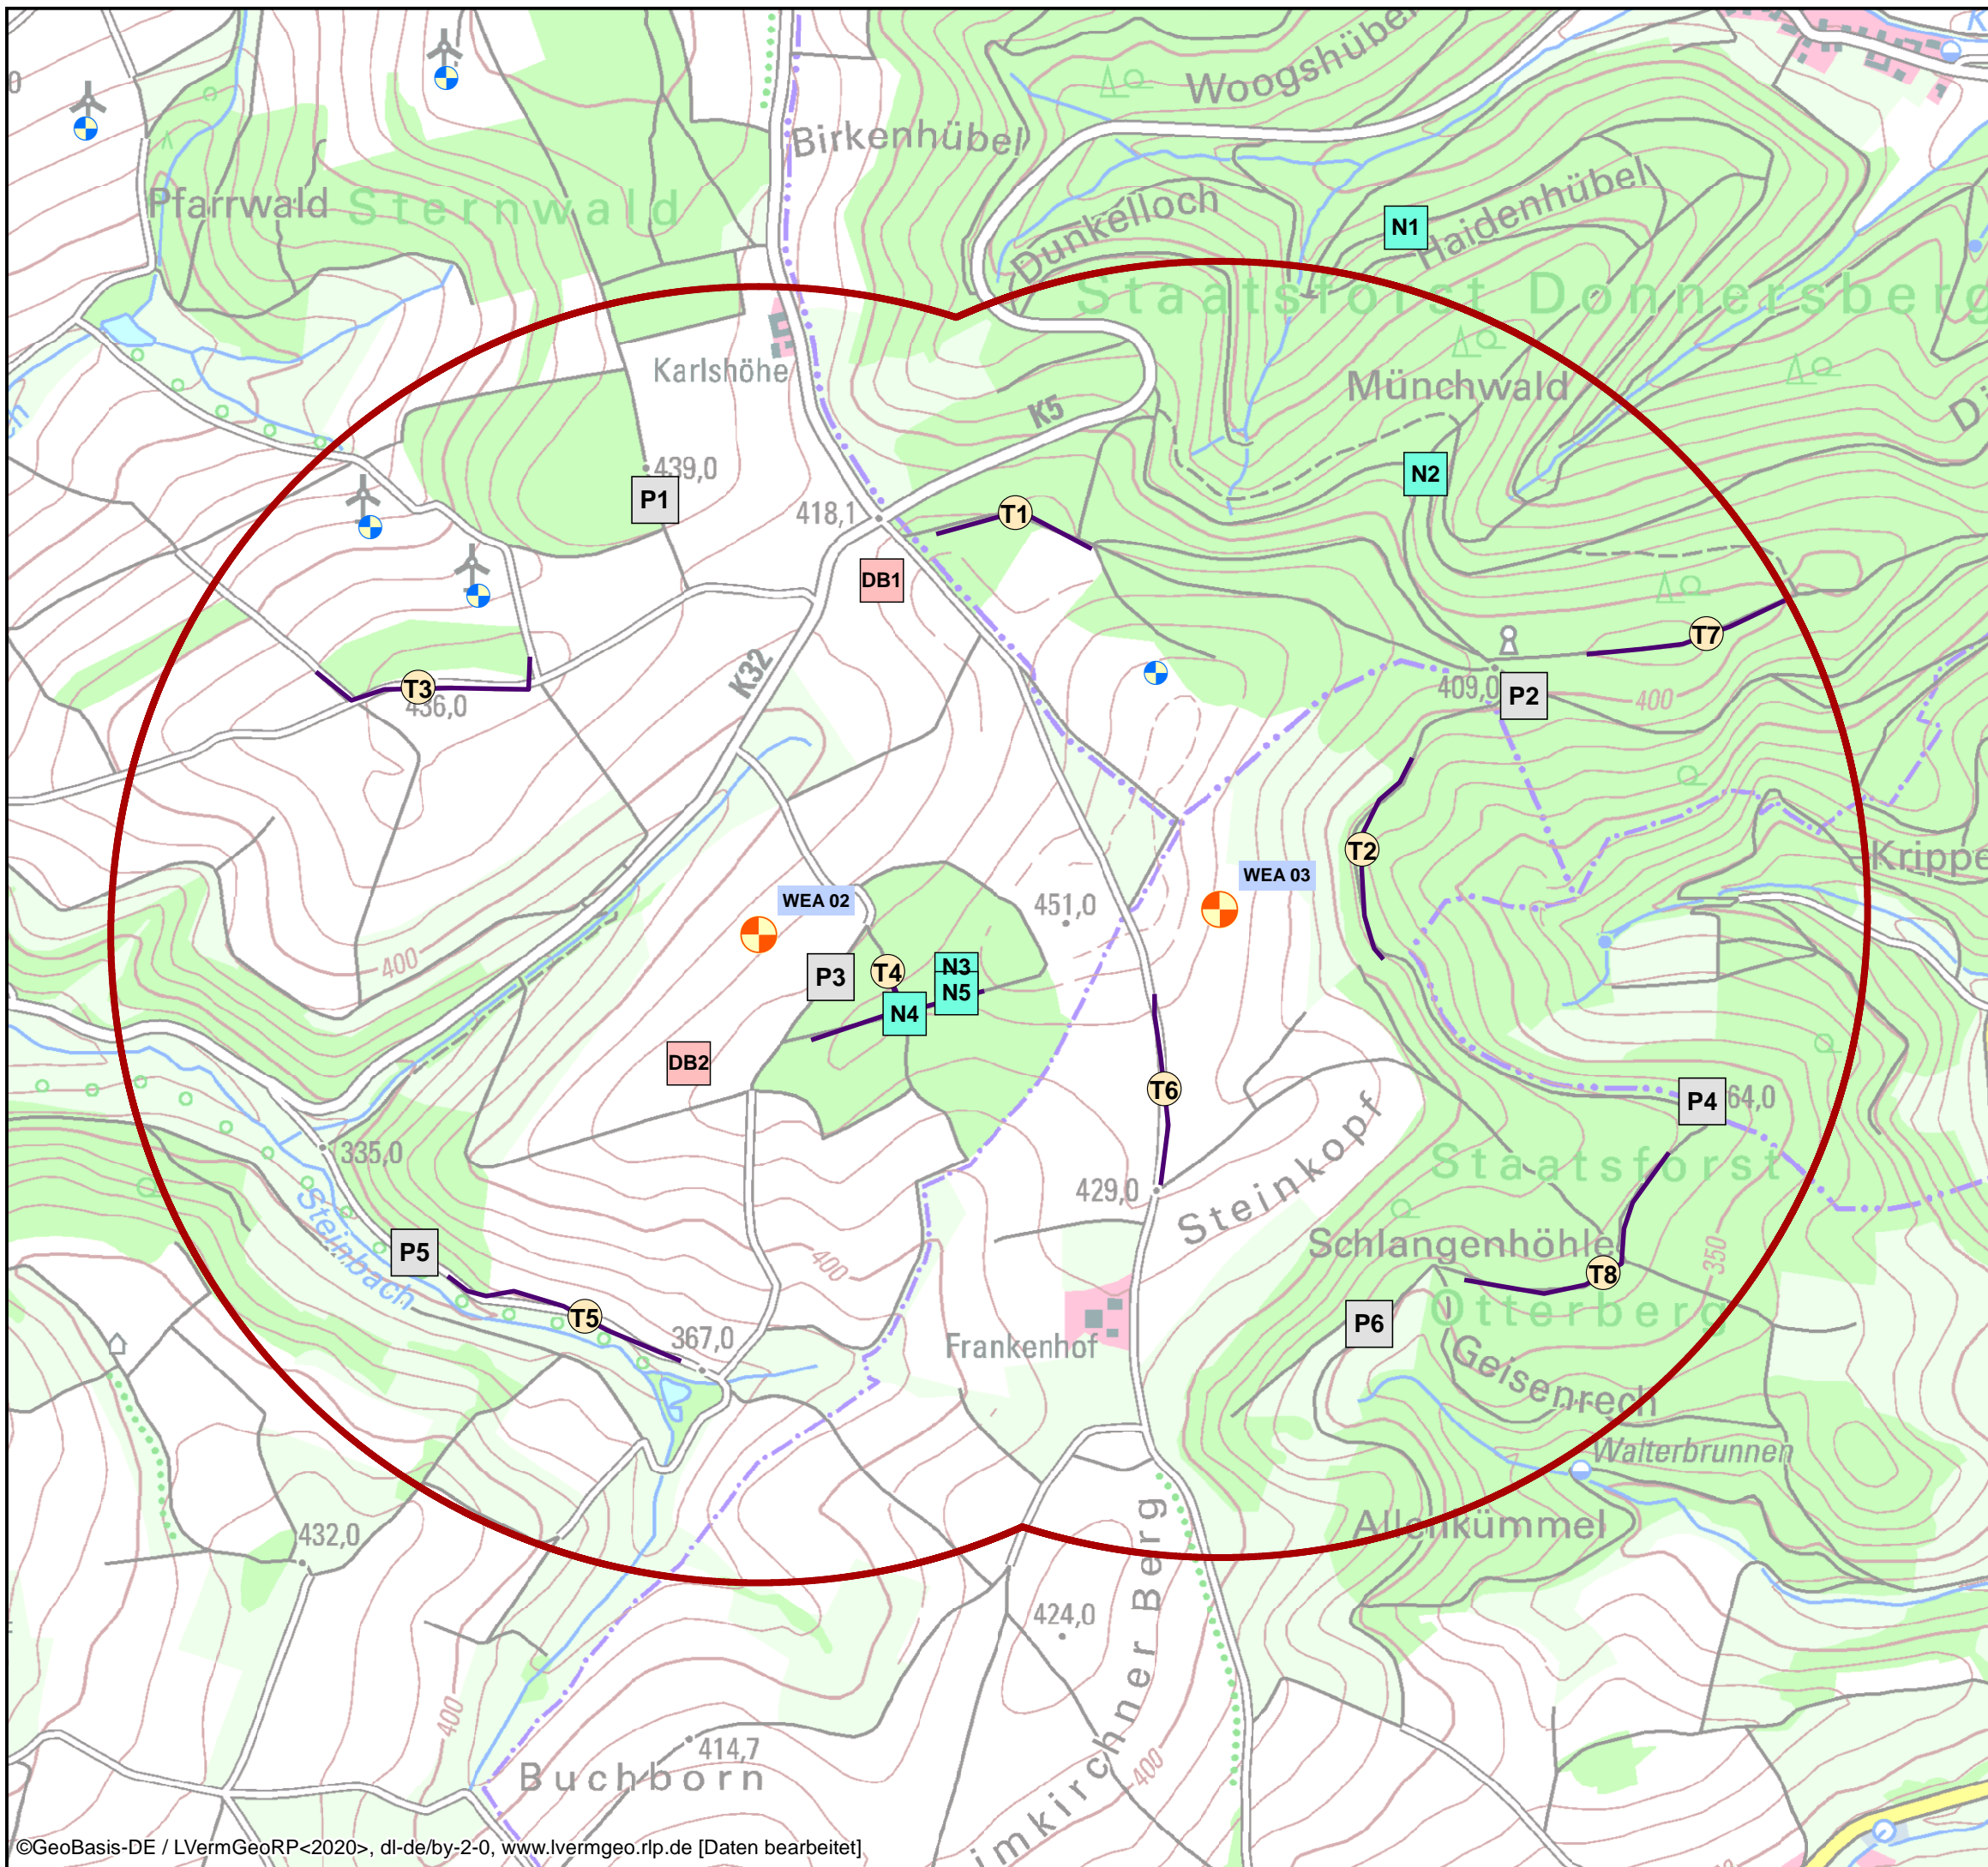 Woogshübel
Birkenhübel
Pfarrwald
Sternwald
Dunkelloch
Haidenhübel
N1
Staatsforst Donnersberg
Karlshöhe
Münchwald
K5
439,0
P1
N2
418,1
T1
DB1
T7
K32
T3
436,0
409,0
P2
400
T2
Krippe
WEA 03
WEA 02
451,0
400
P3
T4
N3
N5
N4
DB2
T6
P4
64,0
335,0
Staatsforst
429,0
Steinkopf
Steinbach
P5
Schlangenhöhle
350
400
T8
T5
Otterberg
P6
367,0
Frankenhof
Geisenrech
Walterbrunnen
432,0
Allenkümmel
424,0
400
414,7
Buchborn
imkirchner Berg
400
©GeoBasis-DE / LVermGeoRP<2020>, dl-de/by-2-0, www.lvermgeo.rlp.de [Daten bearbeitet]